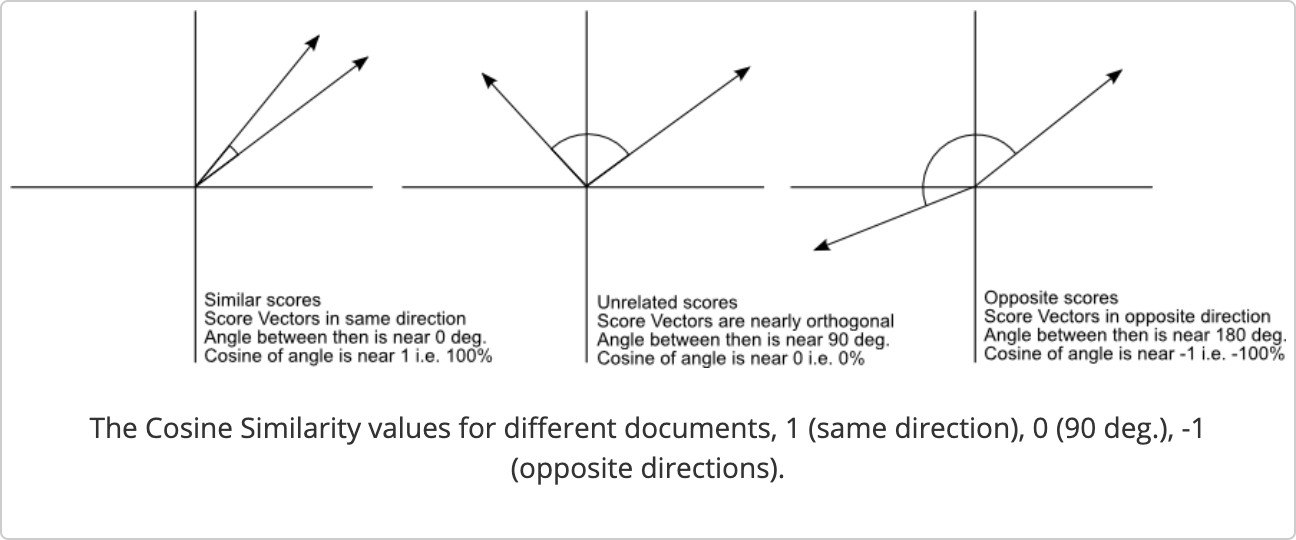 Similar scores
Score Vectors in same direction
Angle between then is near 0 deg.
Cosine of angle is near 1 i.e. 100%
Unrelated scores
Score Vectors are nearly orthogonal
Angle between then is near 90 deg.
Cosine of angle is near 0 i.e. 0%
Opposite scores
Score Vectors in opposite direction
Angle between then is near 180 deg.
Cosine of angle is near -1 i.e. -100%
The Cosine Similarity values for different documents, 1 (same direction), 0 (90 deg.), -1
(opposite directions).